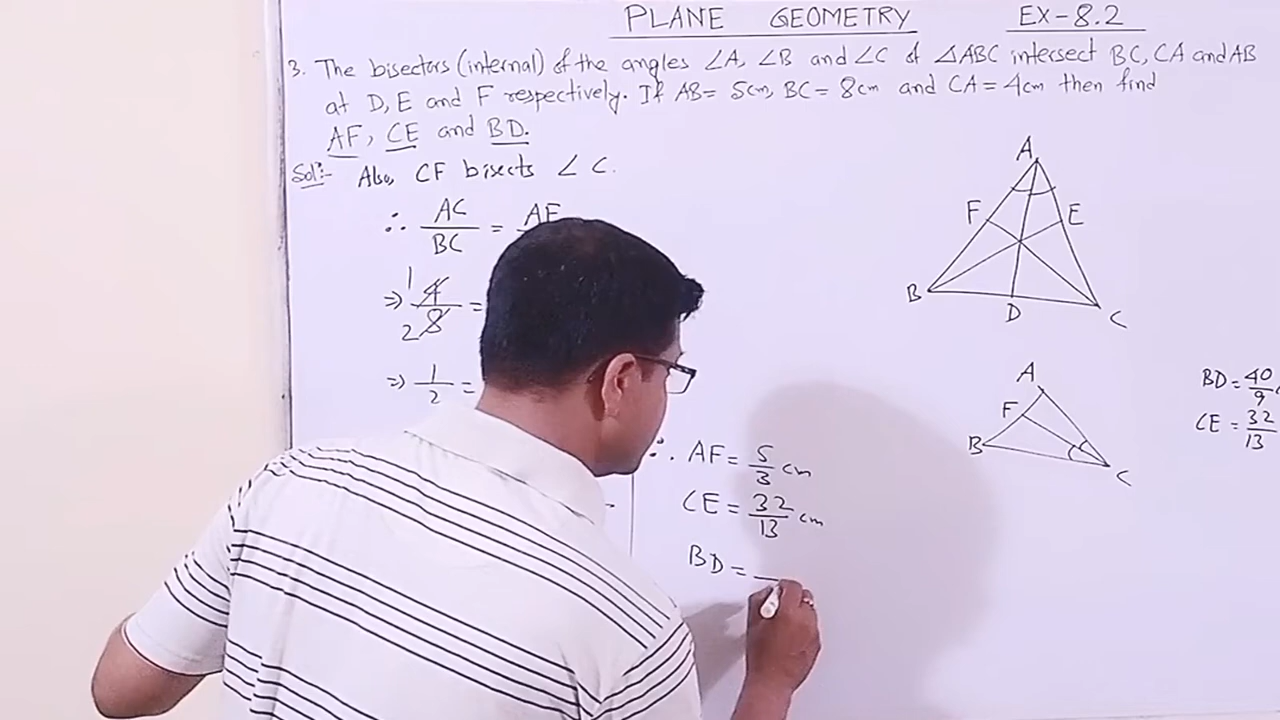 PLANE GEOMETRY EX-8.2
3. The bisectors (internal) of the angles ∠A, ∠B and ∠C of △ABC intersect BC, CA and AB
at D, E and F respectively. If AB = 5cm, BC = 8cm and CA = 4cm then find
AF, CE and BD.
Sol:- Also, CF bisects ∠C.
∴ AC/BC = AF
⇒ 4/8 =
1
2
⇒ 1/2 =
∴ AF = 5/3 cm
CE = 32/13 cm
BD =
A
F E
B D C
A
F
B
C
BD = 40/9
CE = 32/13